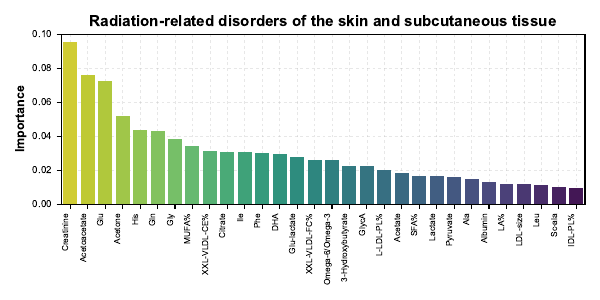 Radiation-related disorders of the skin and subcutaneous tissue
Importance
0.10
0.08
0.06
0.04
0.02
0.00
Creatinine
Acetoacetate
Glu
Acetone
His
Gln
Gly
MUFA%
XXL-VLDL-CE%
Citrate
Ile
Phe
DHA
Glu-lactate
XXL-VLDL-FC%
Omega-6/Omega-3
3-Hydroxybutyrate
GlycA
L-LDL-PL%
Acetate
SFA%
Lactate
Pyruvate
Ala
Albumin
LA%
LDL-size
Leu
IDL-PL%